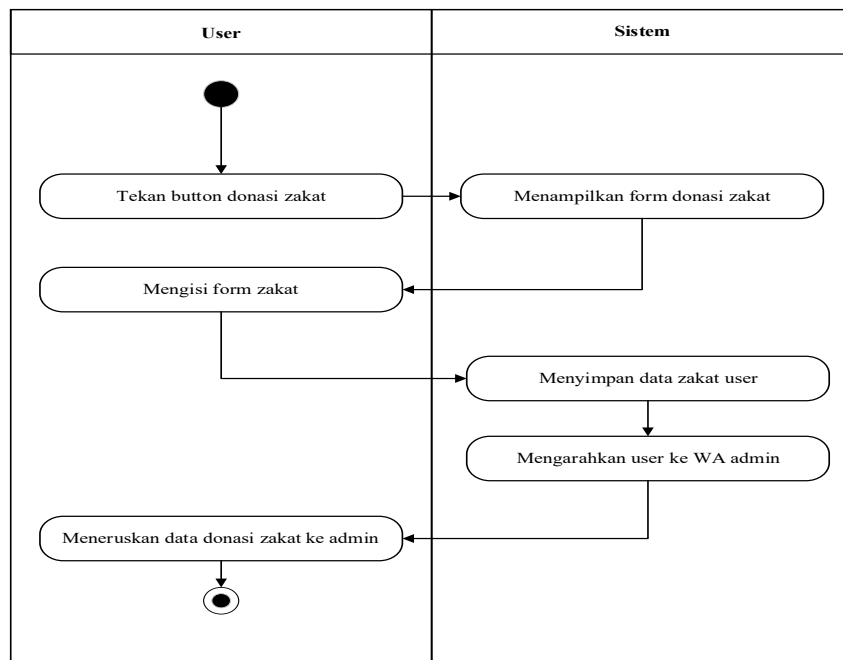 User
Sistem
Tekan button donasi zakat
Menampilkan form donasi zakat
Mengisi form zakat
Menyimpan data zakat user
Mengarahkan user ke WA admin
Meneruskan data donasi zakat ke admin